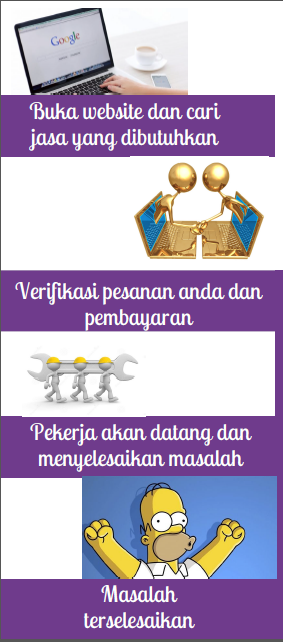 Google
Buka website dan cari
jasa yang dibutuhkan
Verifikasi pesanan anda dan
pembayaran
Pekerja akan datang dan
menyelesaikan masalah
Masalah
terselesaikan